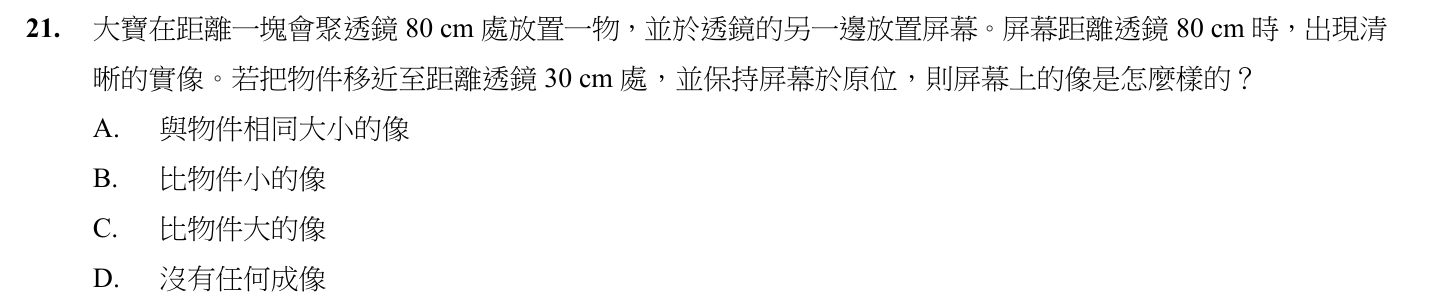 21. 大寶在距離一塊會聚透鏡 80 cm 處放置一物，並於透鏡的另一邊放置屏幕。屏幕距離透鏡 80 cm 時，出現清
晰的實像。若把物件移近至距離透鏡 30 cm 處，並保持屏幕於原位，則屏幕上的像是怎麼樣的？
A. 與物件相同大小的像
B. 比物件小的像
C. 比物件大的像
D. 沒有任何成像